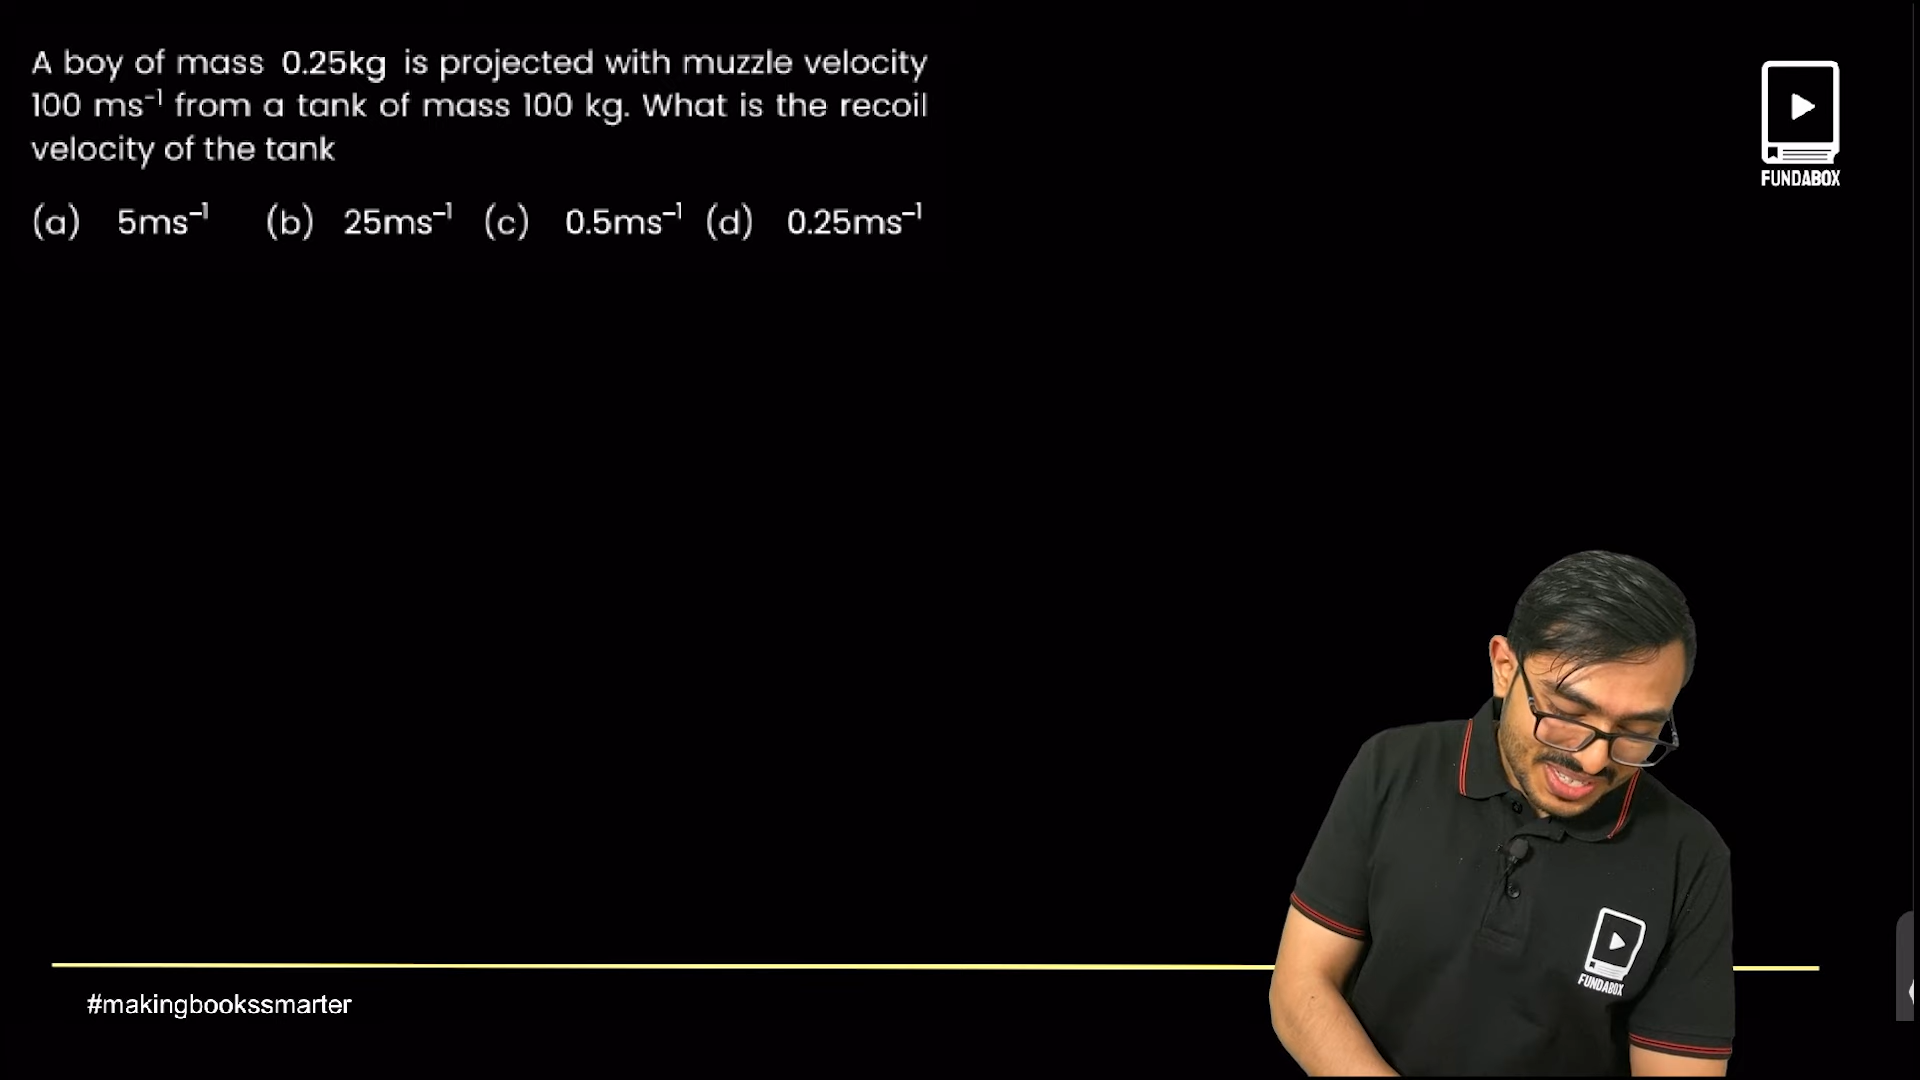 A boy of mass 0.25kg is projected with muzzle velocity
100 ms⁻¹ from a tank of mass 100 kg. What is the recoil
velocity of the tank
(a) 5ms⁻¹ (b) 25ms⁻¹ (c) 0.5ms⁻¹ (d) 0.25ms⁻¹
FUNDABOX
FUNDABOX
#makingbookssmarter